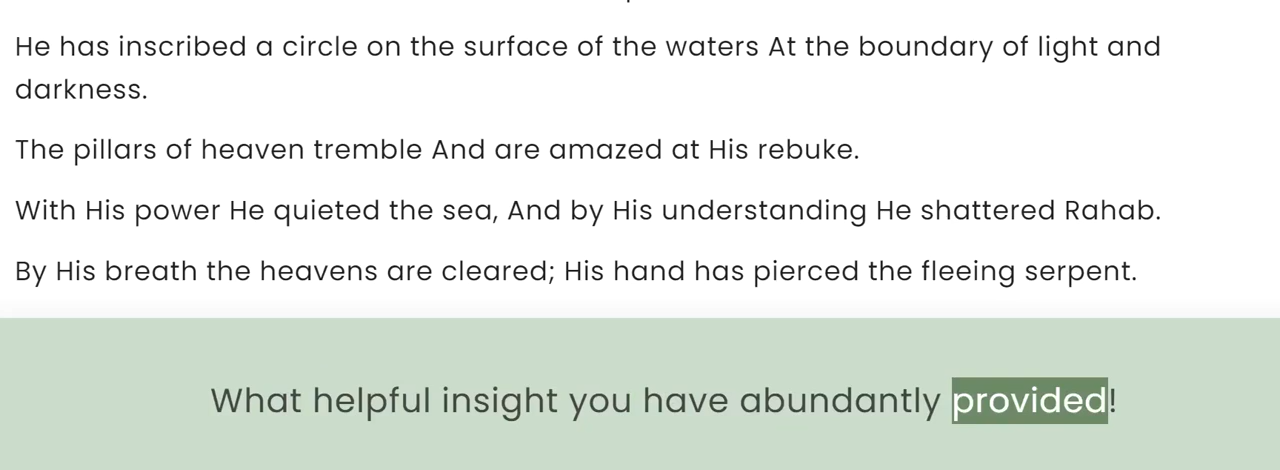 He has inscribed a circle on the surface of the waters At the boundary of light and
darkness.
The pillars of heaven tremble And are amazed at His rebuke.
With His power He quieted the sea, And by His understanding He shattered Rahab.
By His breath the heavens are cleared; His hand has pierced the fleeing serpent.
What helpful insight you have abundantly provided!